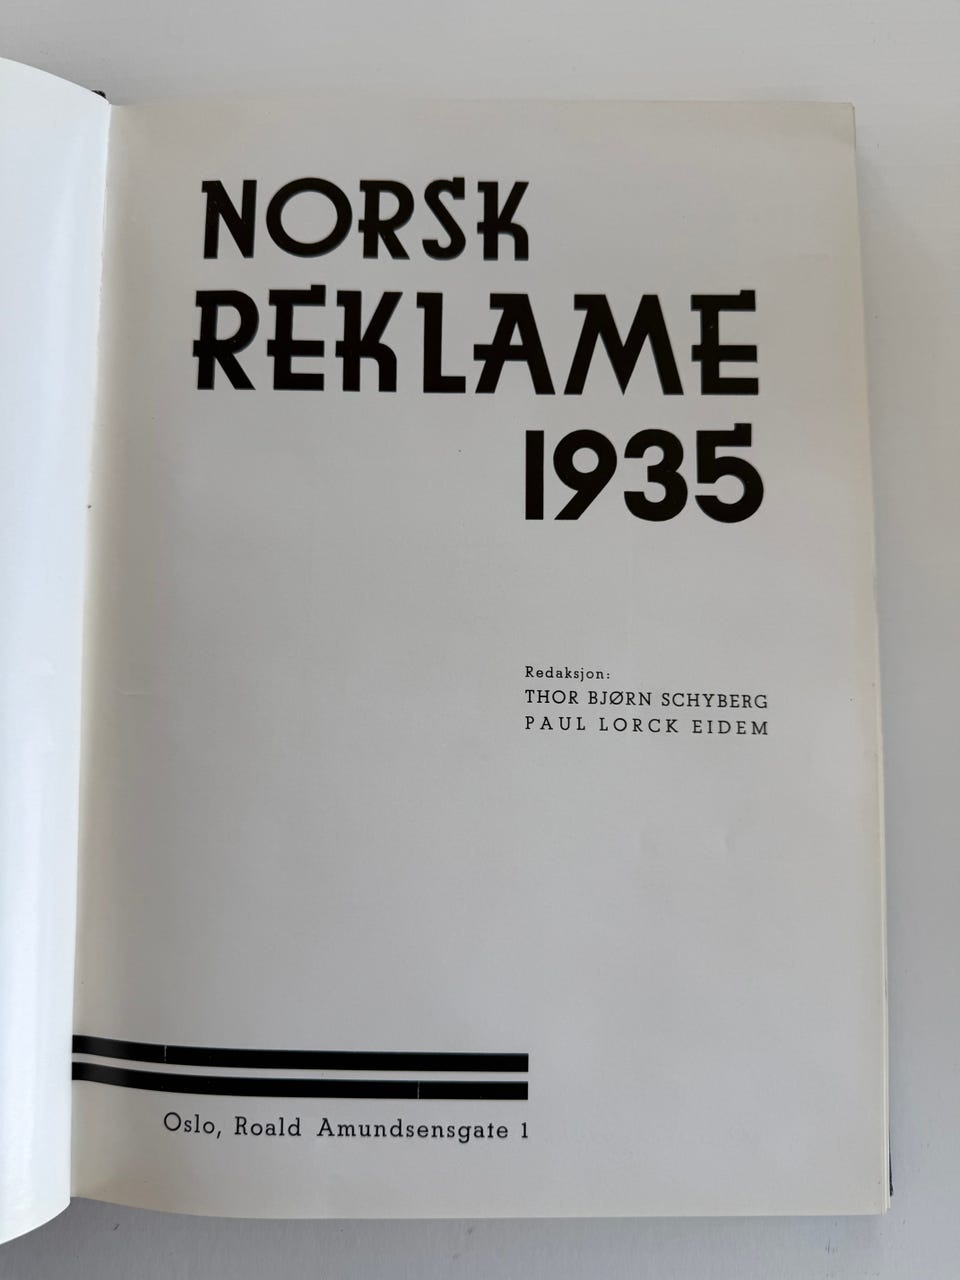 NORSK
REKLAME
1935
Redaksjon:
THOR BJØRN SCHYBERG
PAUL LORCK EIDEM
Oslo, Roald Amundsensgate 1